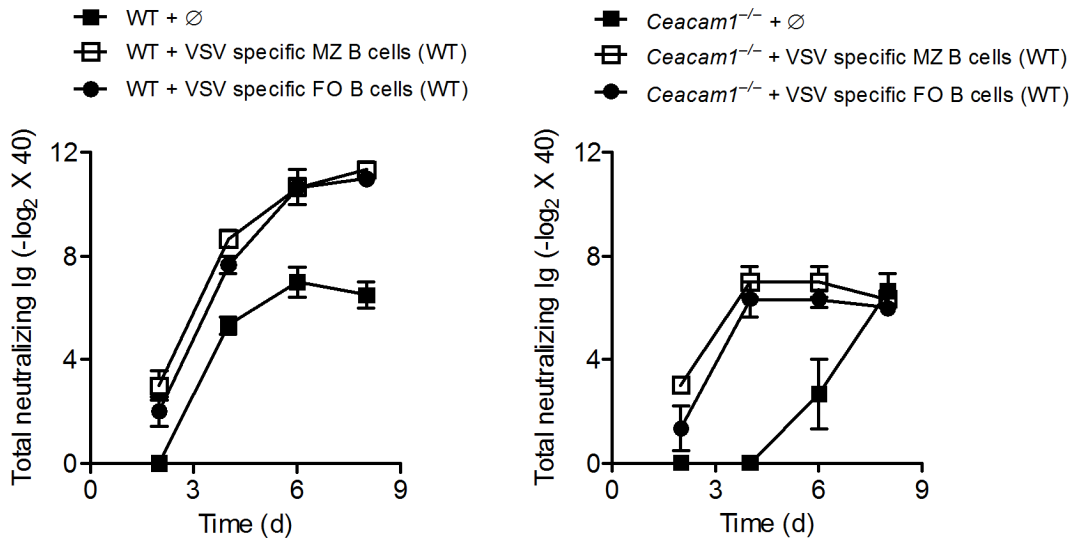 WT + ∅
WT + VSV specific MZ B cells (WT)
WT + VSV specific FO B cells (WT)
Total neutralizing Ig (-log₂ X 40)
12
8
4
0
0
3
6
9
Time (d)
Ceacam1⁻/⁻ + ∅
Ceacam1⁻/⁻ + VSV specific MZ B cells (WT)
Ceacam1⁻/⁻ + VSV specific FO B cells (WT)
Total neutralizing Ig (-log₂ X 40)
12
8
4
0
0
3
6
9
Time (d)